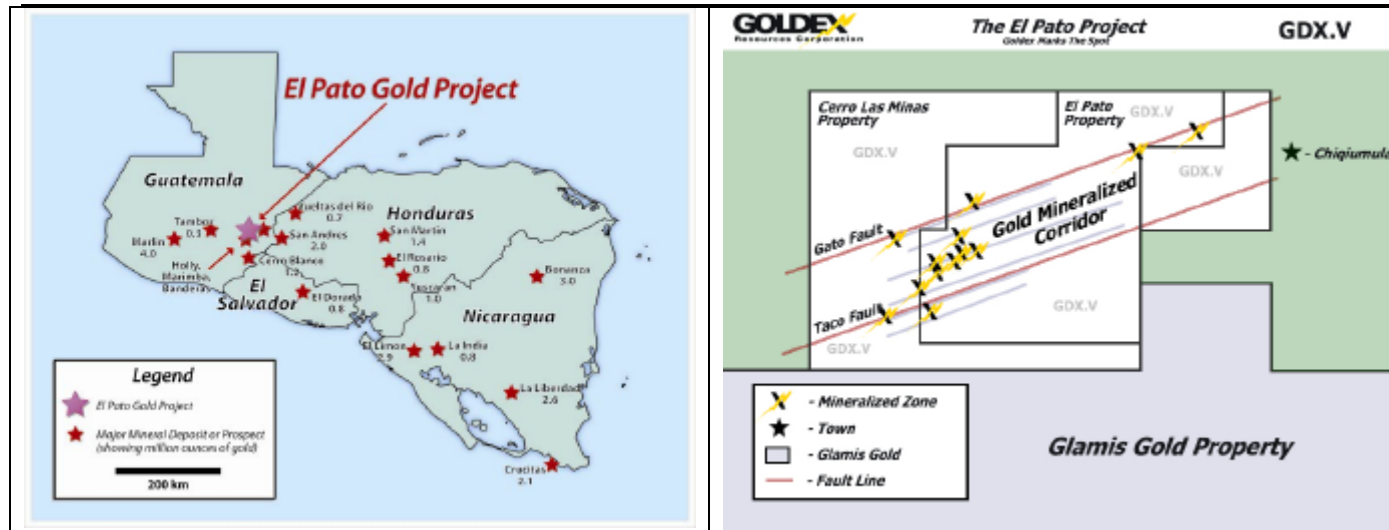 El Pato Gold Project
Guatemala
Vueltas del Rio
0.7
Honduras
Tambor
0.3
Marlin
4.0
San Andres
2.0
San Martin
1.4
Holly,
Marimba,
Banderas
Cerro Blanco
1.2
El Rosario
0.8
Tuscaran
1.0
Bonanza
3.0
El
Salvador
El Dorado
0.8
Nicaragua
El Limon
2.9
La India
0.8
La Libertad
2.6
Crucitas
2.1
Legend
El Pato Gold Project
Major Mineral Deposit or Prospect
(showing million ounces of gold)
200 km
GOLDEX
Resources Corporation
The El Pato Project
Goldex Marks The Spot
GDX.V
Cerro Las Minas
Property
El Pato
Property
GDX.V
GDX.V
GDX.V
Chiqiumula
Gold Mineralized
Corridor
Gato Fault
Taco Fault
GDX.V
GDX.V
- Mineralized Zone
- Town
- Glamis Gold
- Fault Line
Glamis Gold Property